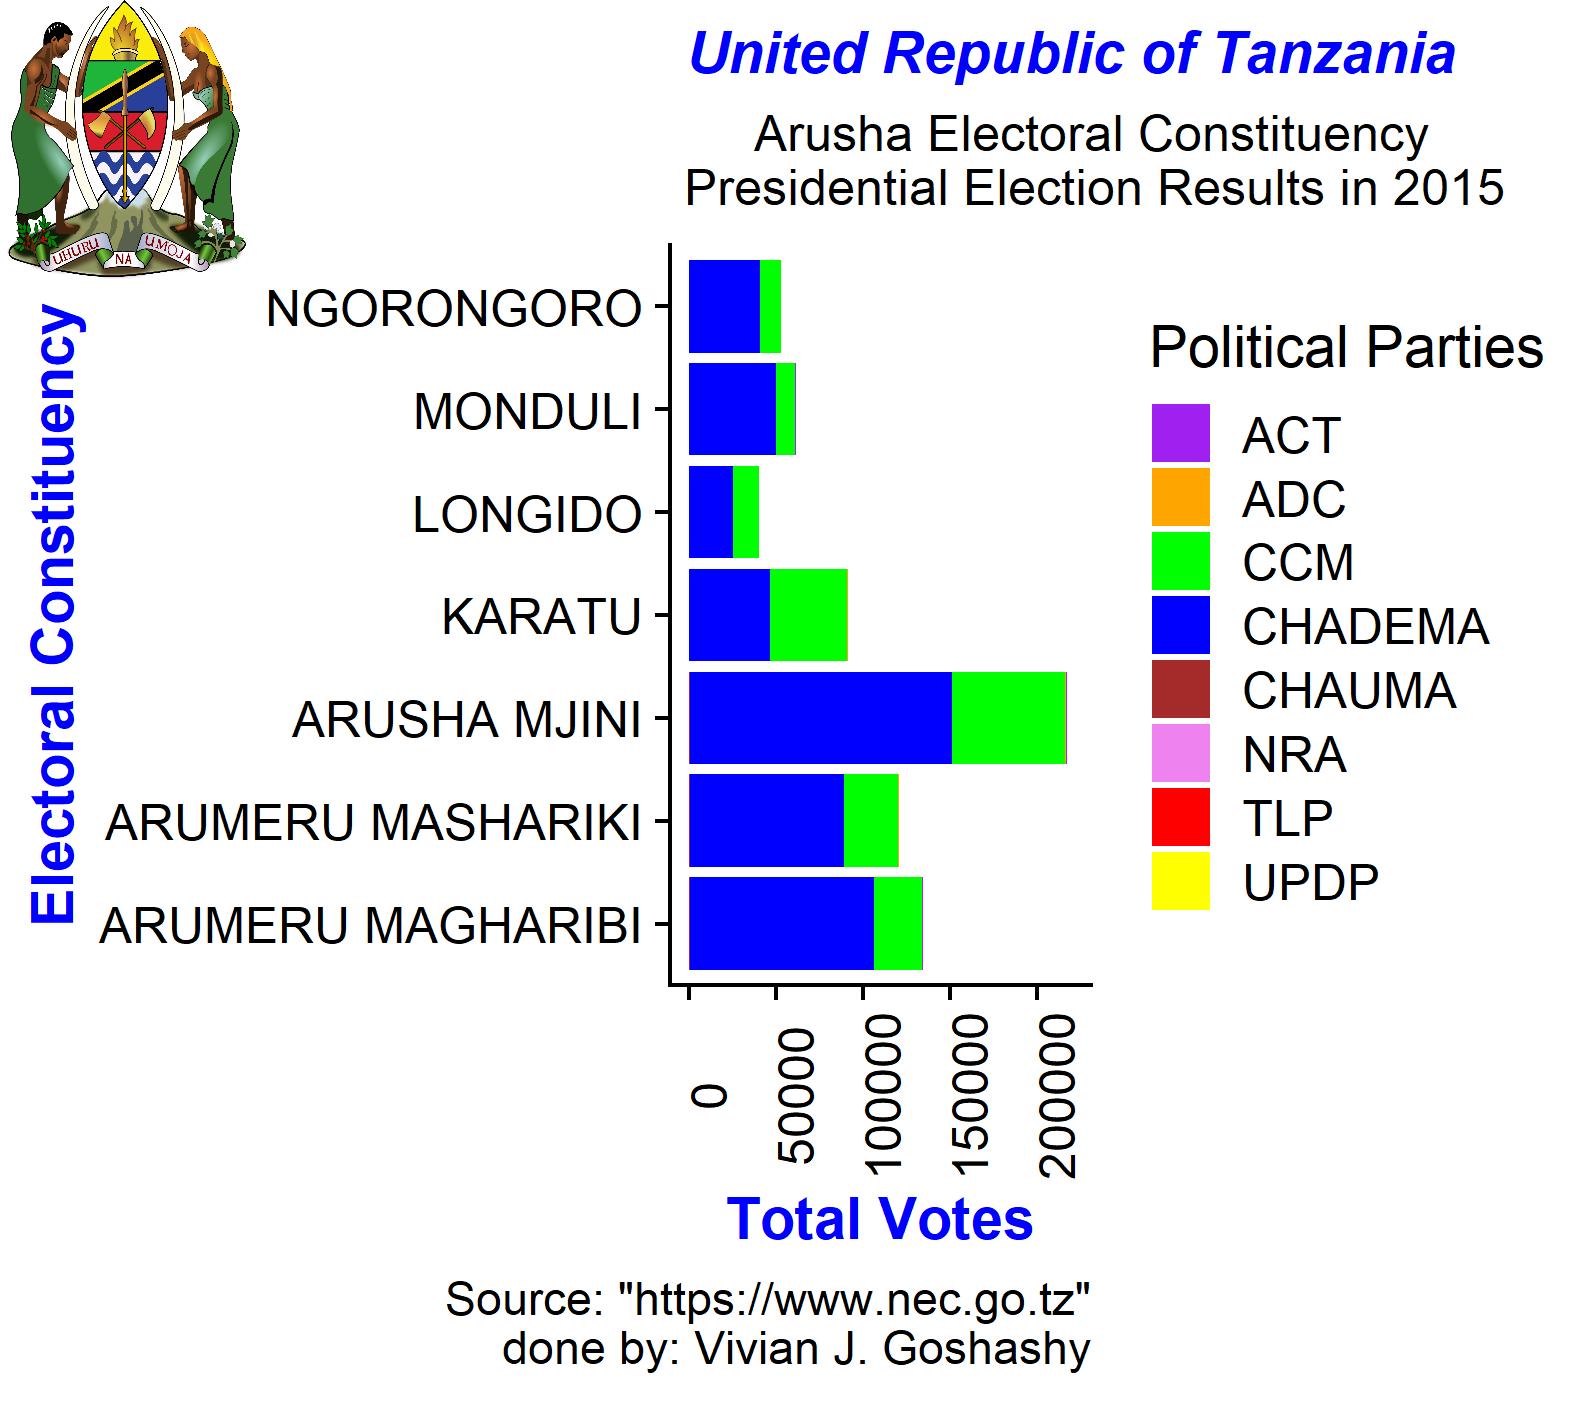 UHURU NA UMOJA
United Republic of Tanzania
Arusha Electoral Constituency
Presidential Election Results in 2015
Electoral Constituency
NGORONGORO
MONDULI
LONGIDO
KARATU
ARUSHA MJINI
ARUMERU MASHARIKI
ARUMERU MAGHARIBI
Political Parties
ACT
ADC
CCM
CHADEMA
CHAUMA
NRA
TLP
UPDP
0
50000
100000
150000
200000
Total Votes
Source: "https://www.nec.go.tz"
done by: Vivian J. Goshashy